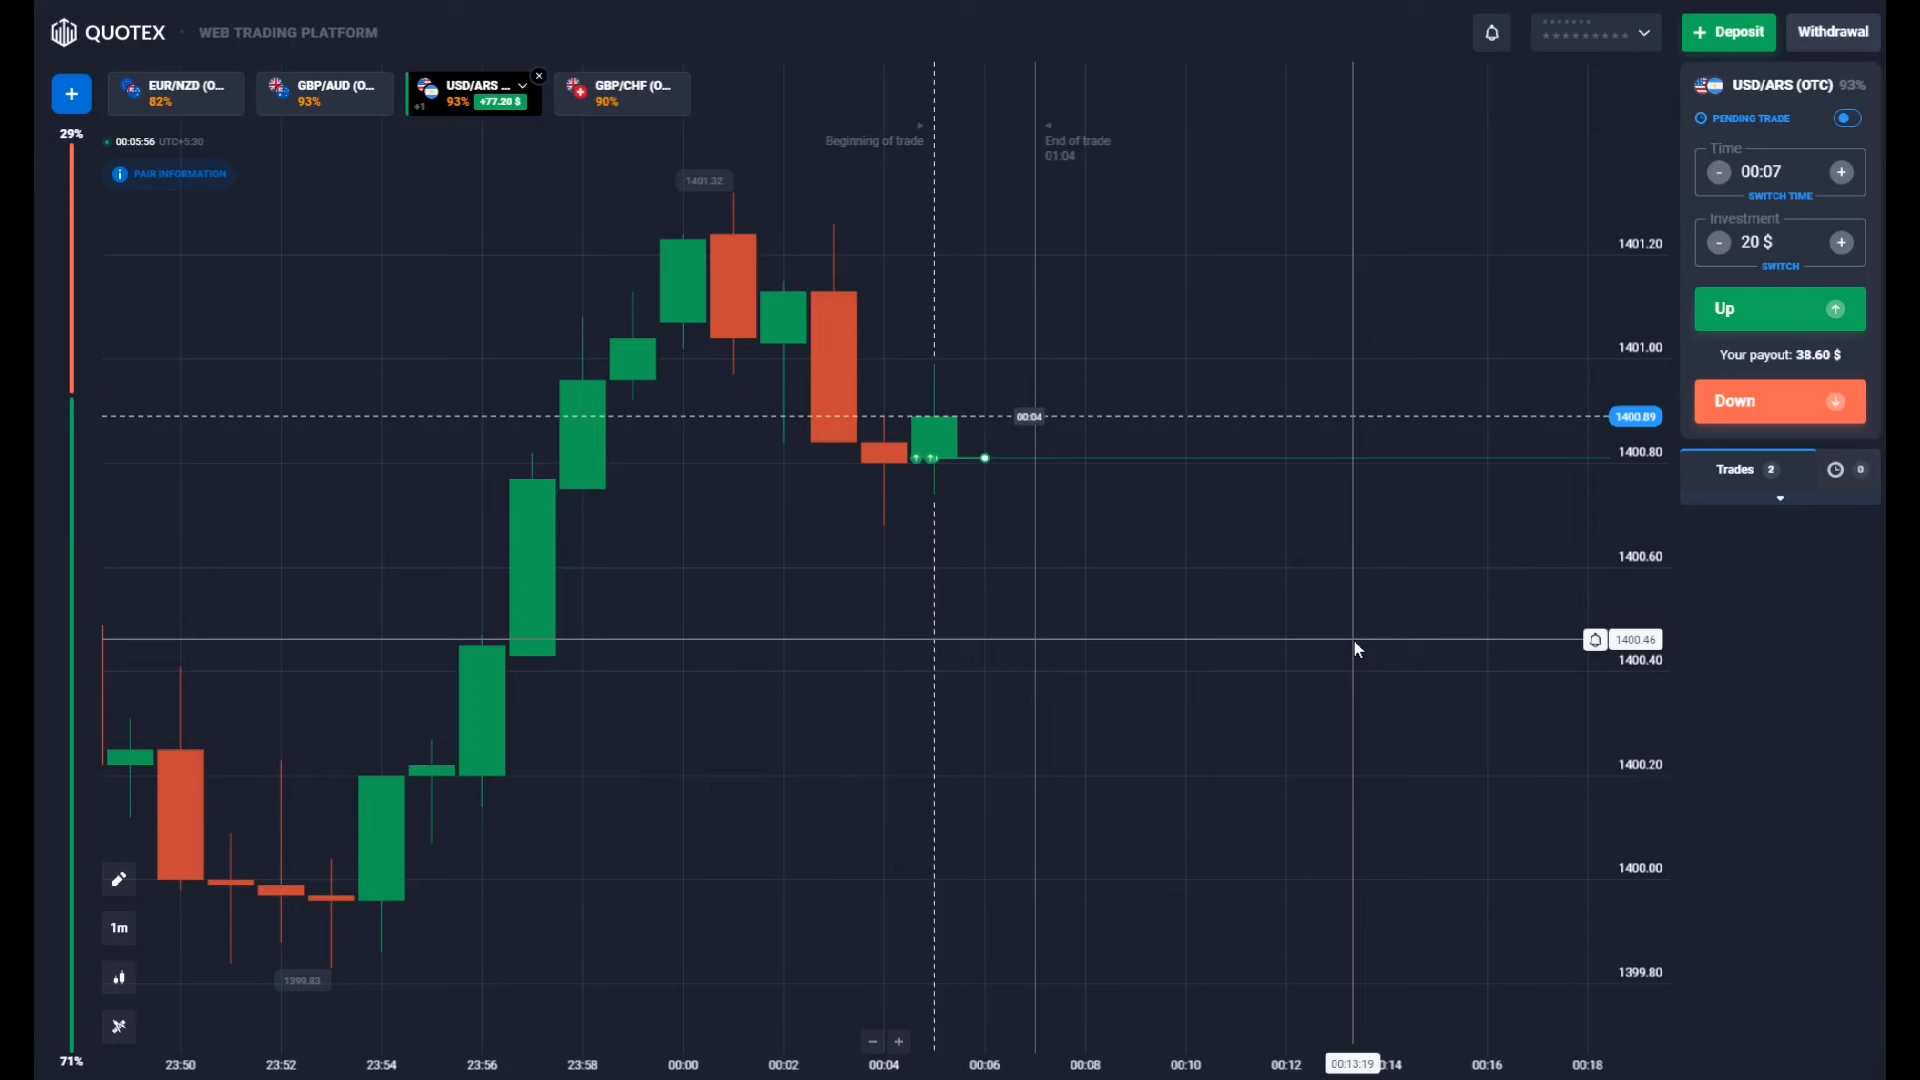 QUOTEX
WEB TRADING PLATFORM
*******
*********
+ Deposit
Withdrawal
+
EUR/NZD (O...
82%
GBP/AUD (O...
93%
USD/ARS ...
+1
93% +77.20 $
GBP/CHF (O...
90%
29%
00:05:56 UTC+5:30
PAIR INFORMATION
Beginning of trade
End of trade
01:04
1401.32
1401.20
1401.00
00:04
1400.89
1400.80
1400.60
1400.46
1400.40
1400.20
1400.00
1399.83
1399.80
1m
71%
- +
23:50 23:52 23:54 23:56 23:58 00:00 00:02 00:04 00:06 00:08 00:10 00:12 00:13:19 0:14 00:16 00:18
USD/ARS (OTC) 93%
PENDING TRADE
Time
- 00:07 +
SWITCH TIME
Investment
- 20 $ +
SWITCH
Up
Your payout: 38.60 $
Down
Trades 2
0